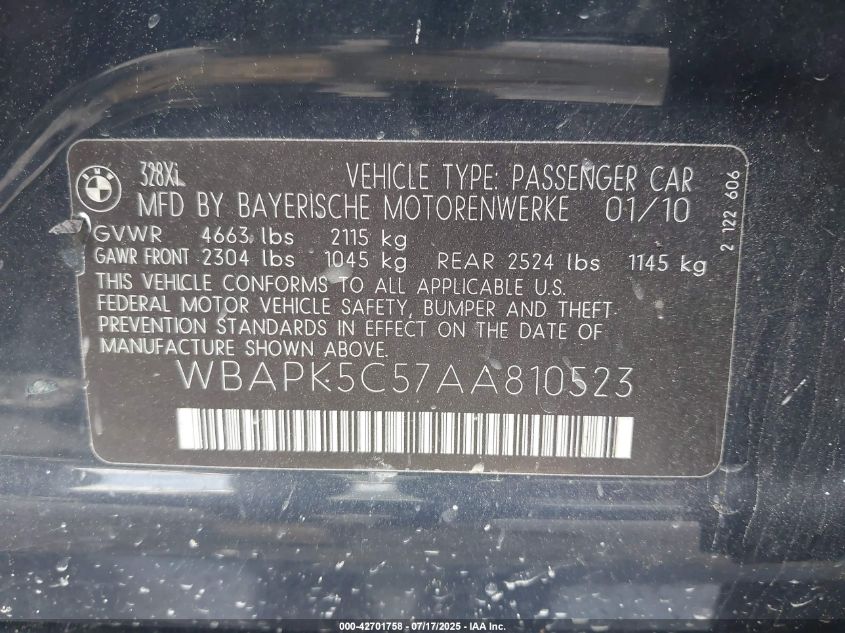 BMW
328Xi VEHICLE TYPE: PASSENGER CAR
MFD BY BAYERISCHE MOTORENWERKE 01/10
GVWR 4663 lbs 2115 kg
GAWR FRONT 2304 lbs 1045 kg REAR 2524 lbs 1145 kg
THIS VEHICLE CONFORMS TO ALL APPLICABLE U.S.
FEDERAL MOTOR VEHICLE SAFETY, BUMPER AND THEFT
PREVENTION STANDARDS IN EFFECT ON THE DATE OF
MANUFACTURE SHOWN ABOVE.
WBAPK5C57AA810523
2 122 606
000-42701758 - 07/17/2025 - IAA Inc.